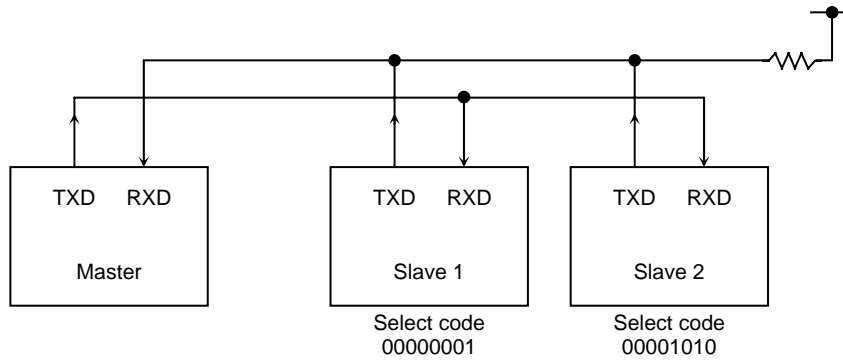 TXD RXD
Master
TXD RXD
Slave 1
Select code
00000001
TXD RXD
Slave 2
Select code
00001010